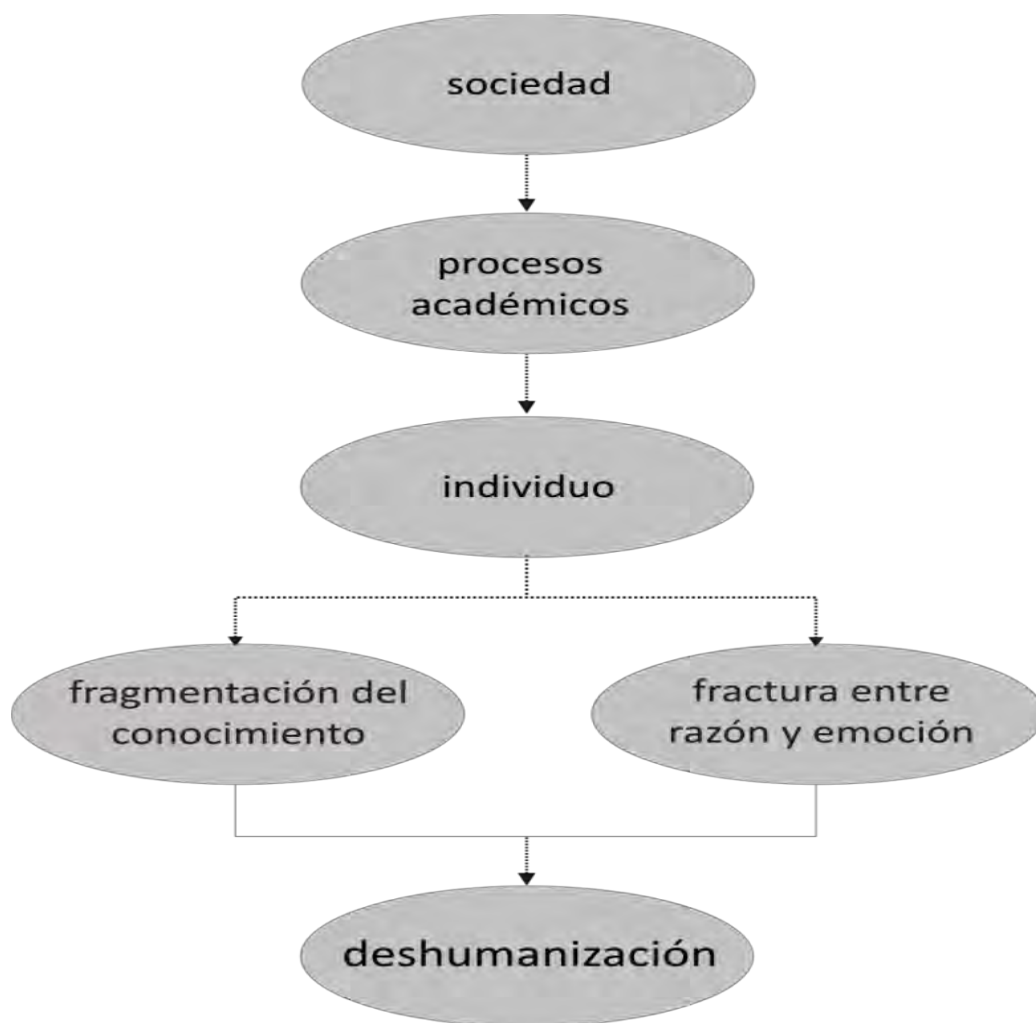 sociedad
procesos
académicos
individuo
fragmentación del
conocimiento
fractura entre
razón y emoción
deshumanización